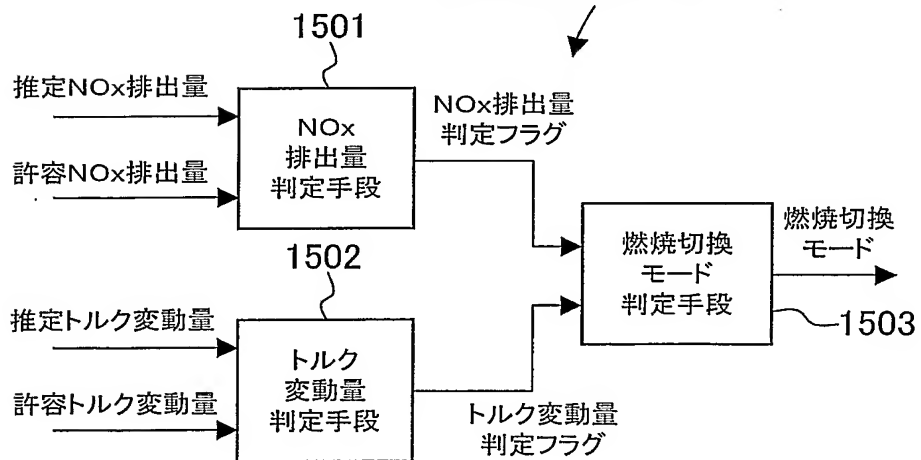 1501
推定NOx排出量
許容NOx排出量
NOx
排出量
判定手段
NOx排出量
判定フラグ
1502
推定トルク変動量
許容トルク変動量
トルク
変動量
判定手段
トルク変動量
判定フラグ
燃焼切換
モード
判定手段
燃焼切換
モード
1503